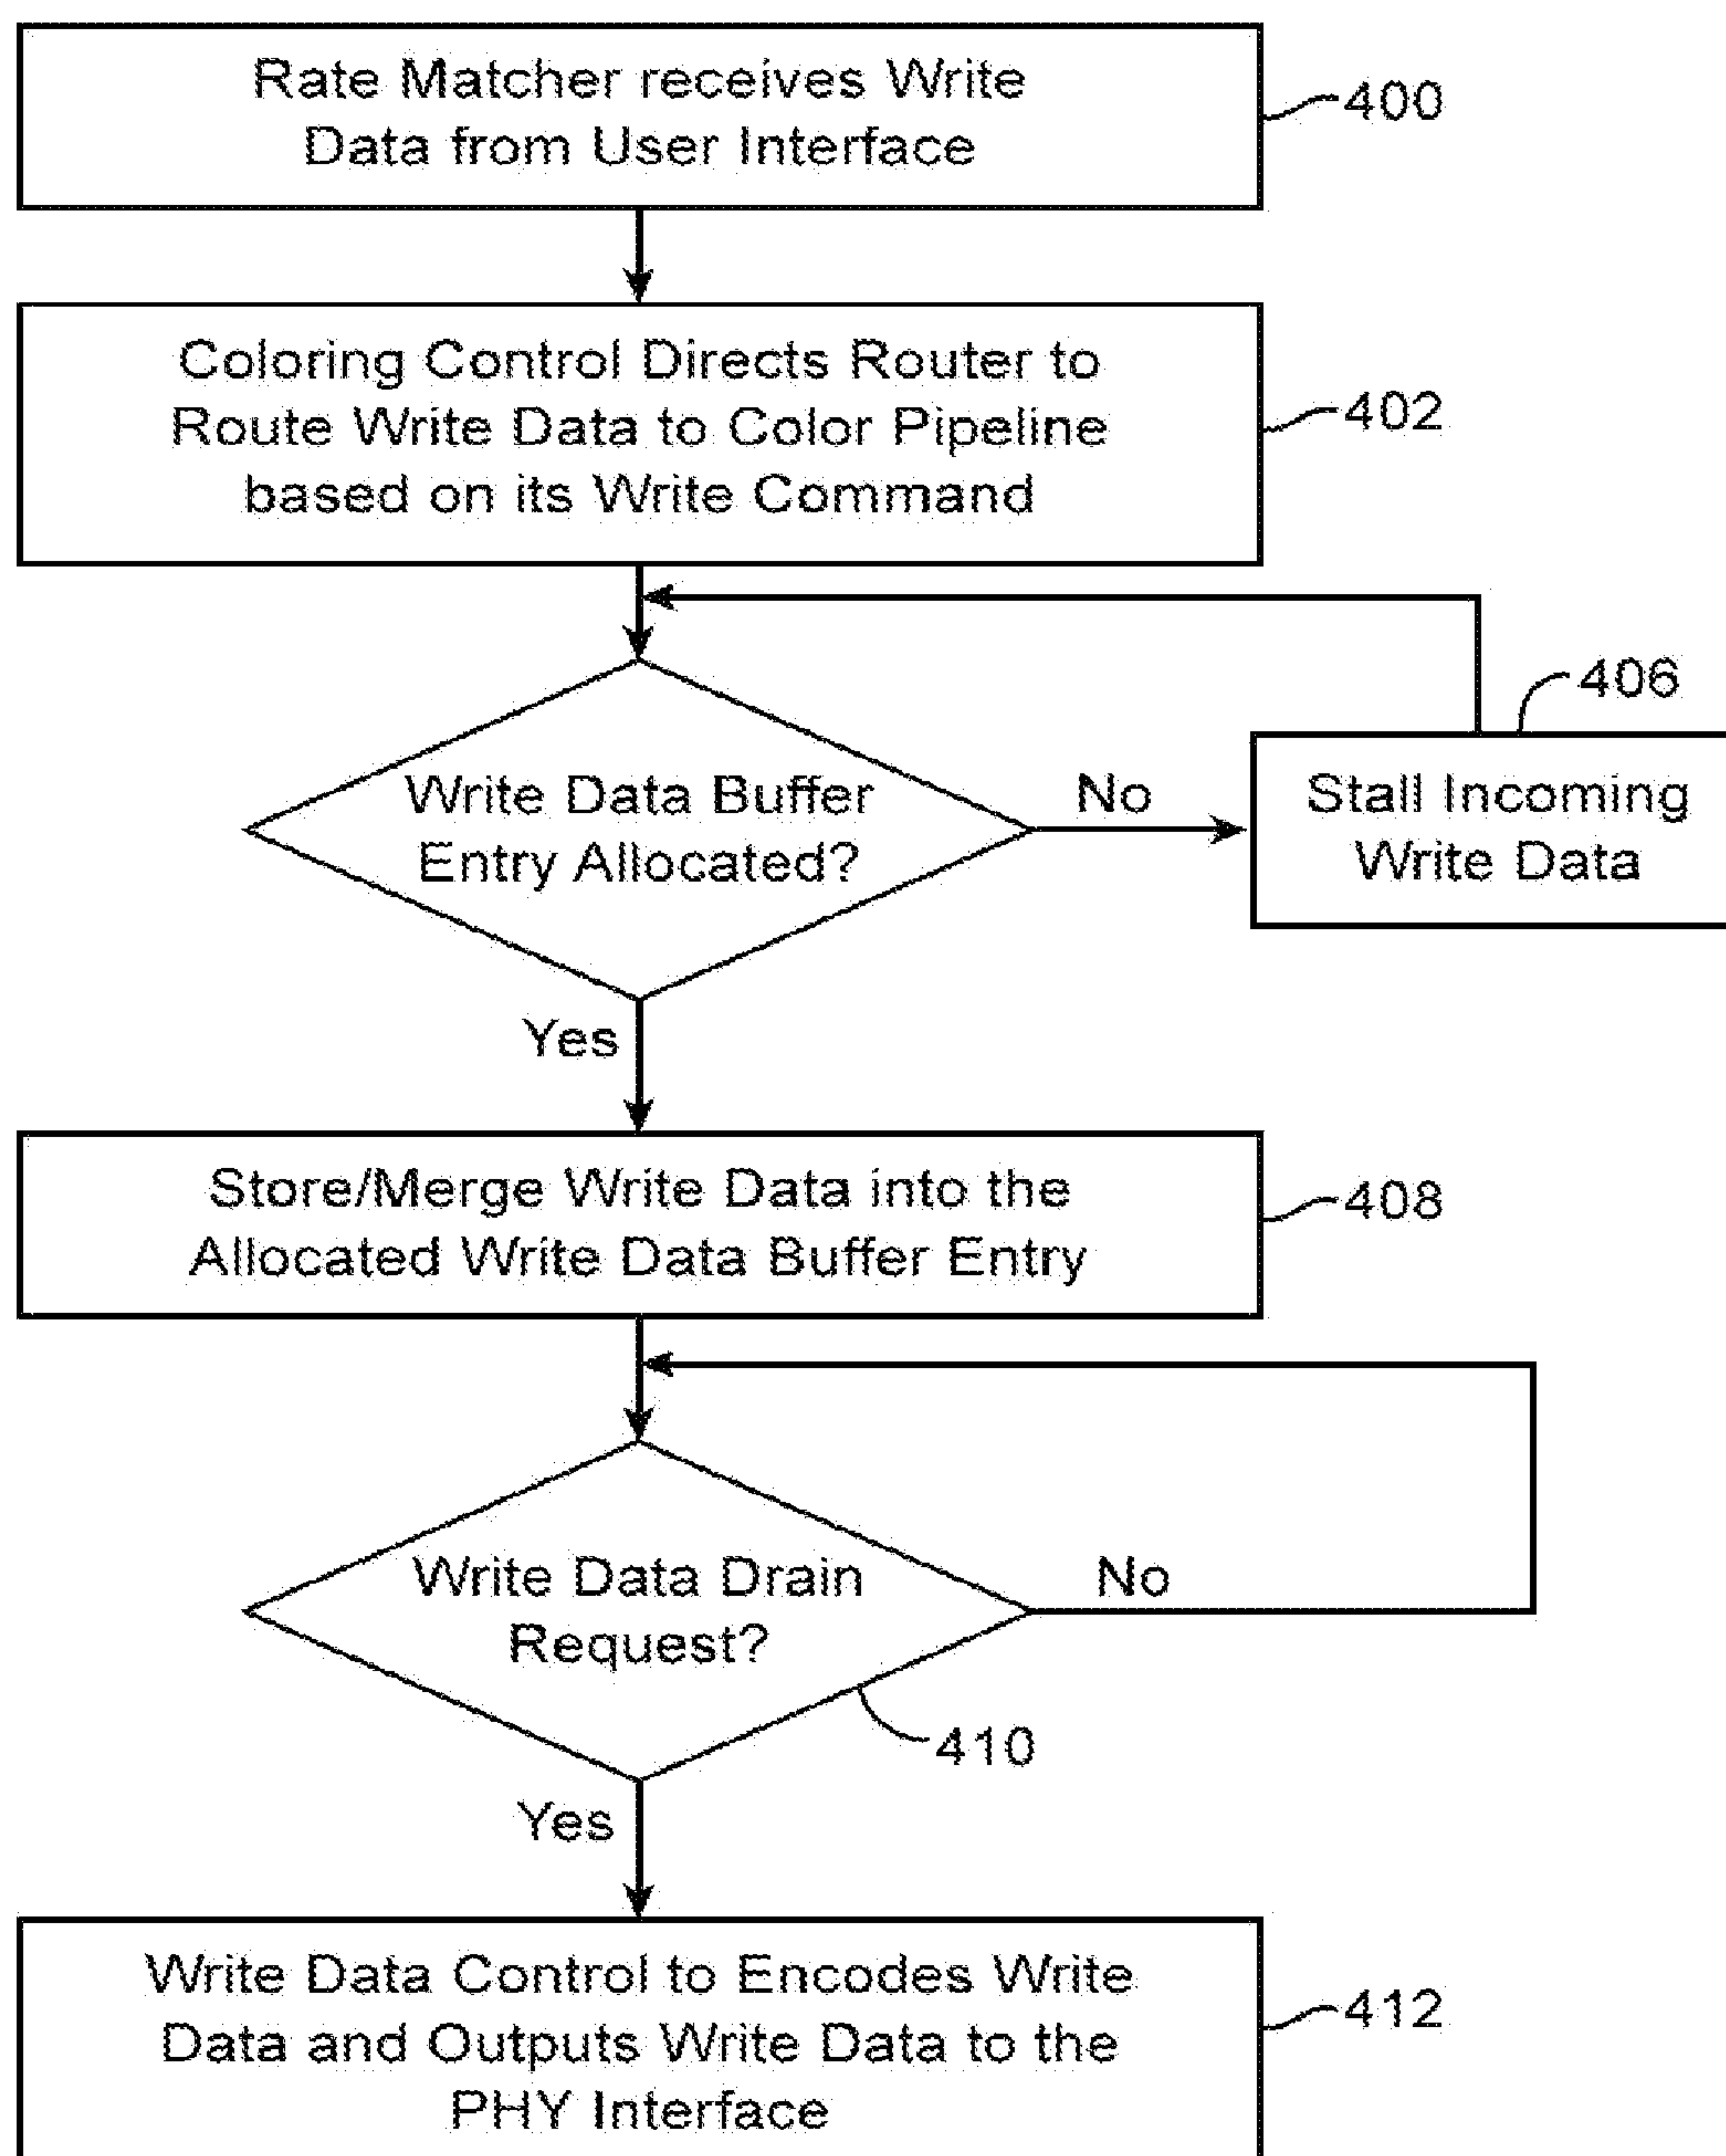 Rate Matcher receives Write
Data from User Interface
400
Coloring Control Directs Router to
Route Write Data to Color Pipeline
based on its Write Command
402
406
Write Data Buffer
Entry Allocated?
No
Stall Incoming
Write Data
Yes
Store/Merge Write Data into the
Allocated Write Data Buffer Entry
408
Write Data Drain
Request?
No
410
Yes
Write Data Control to Encodes Write
Data and Outputs Write Data to the
PHY Interface
412